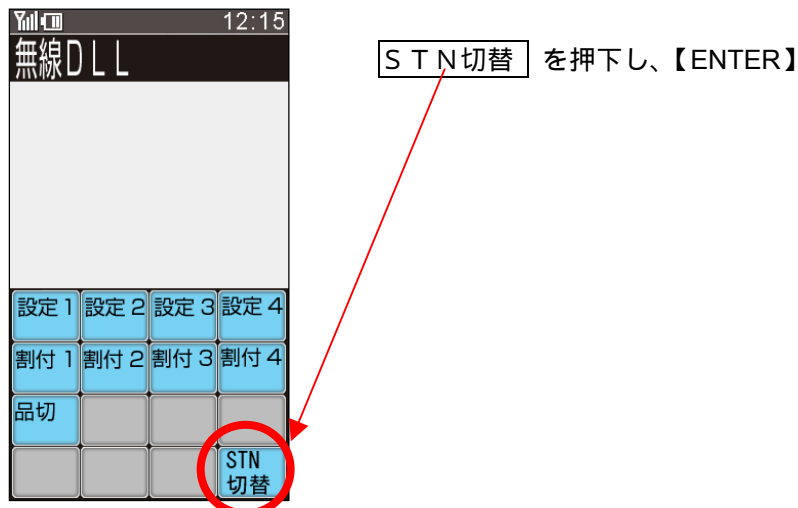 12:15
無線ＤＬＬ
ＳＴＮ切替 を押下し、【ENTER】
設定１ 設定２ 設定３ 設定４
割付１ 割付２ 割付３ 割付４
品切
STN
切替